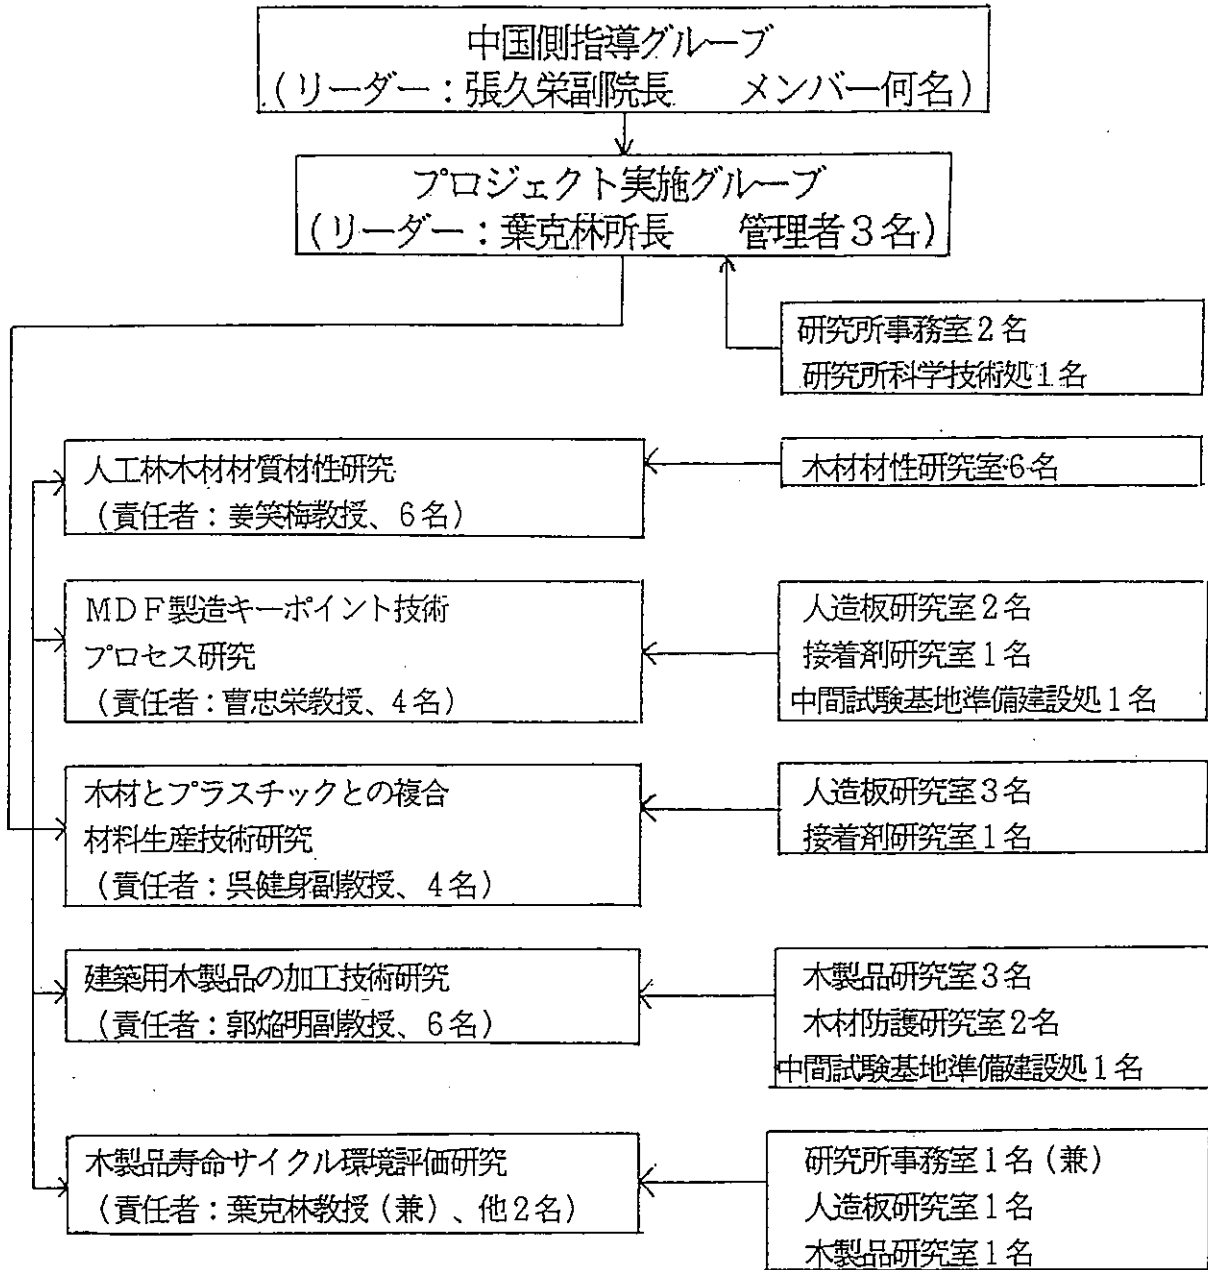 中国側指導グループ
(リーダー：張久栄副院長　　メンバー何名)
プロジェクト実施グループ
(リーダー：葉克林所長　　管理者３名)
研究所事務室２名
研究所科学技術処１名
人工林木材材質材性研究
(責任者：姜笑梅教授、６名)
木材材性研究室６名
ＭＤＦ製造キーポイント技術
プロセス研究
(責任者：曹忠栄教授、４名)
人造板研究室２名
接着剤研究室１名
中間試験基地準備建設処１名
木材とプラスチックとの複合
材料生産技術研究
(責任者：呉健身副教授、４名)
人造板研究室３名
接着剤研究室１名
建築用木製品の加工技術研究
(責任者：郭焔明副教授、６名)
木製品研究室３名
木材防護研究室２名
中間試験基地準備建設処１名
木製品寿命サイクル環境評価研究
(責任者：葉克林教授(兼)、他２名)
研究所事務室１名(兼)
人造板研究室１名
木製品研究室１名